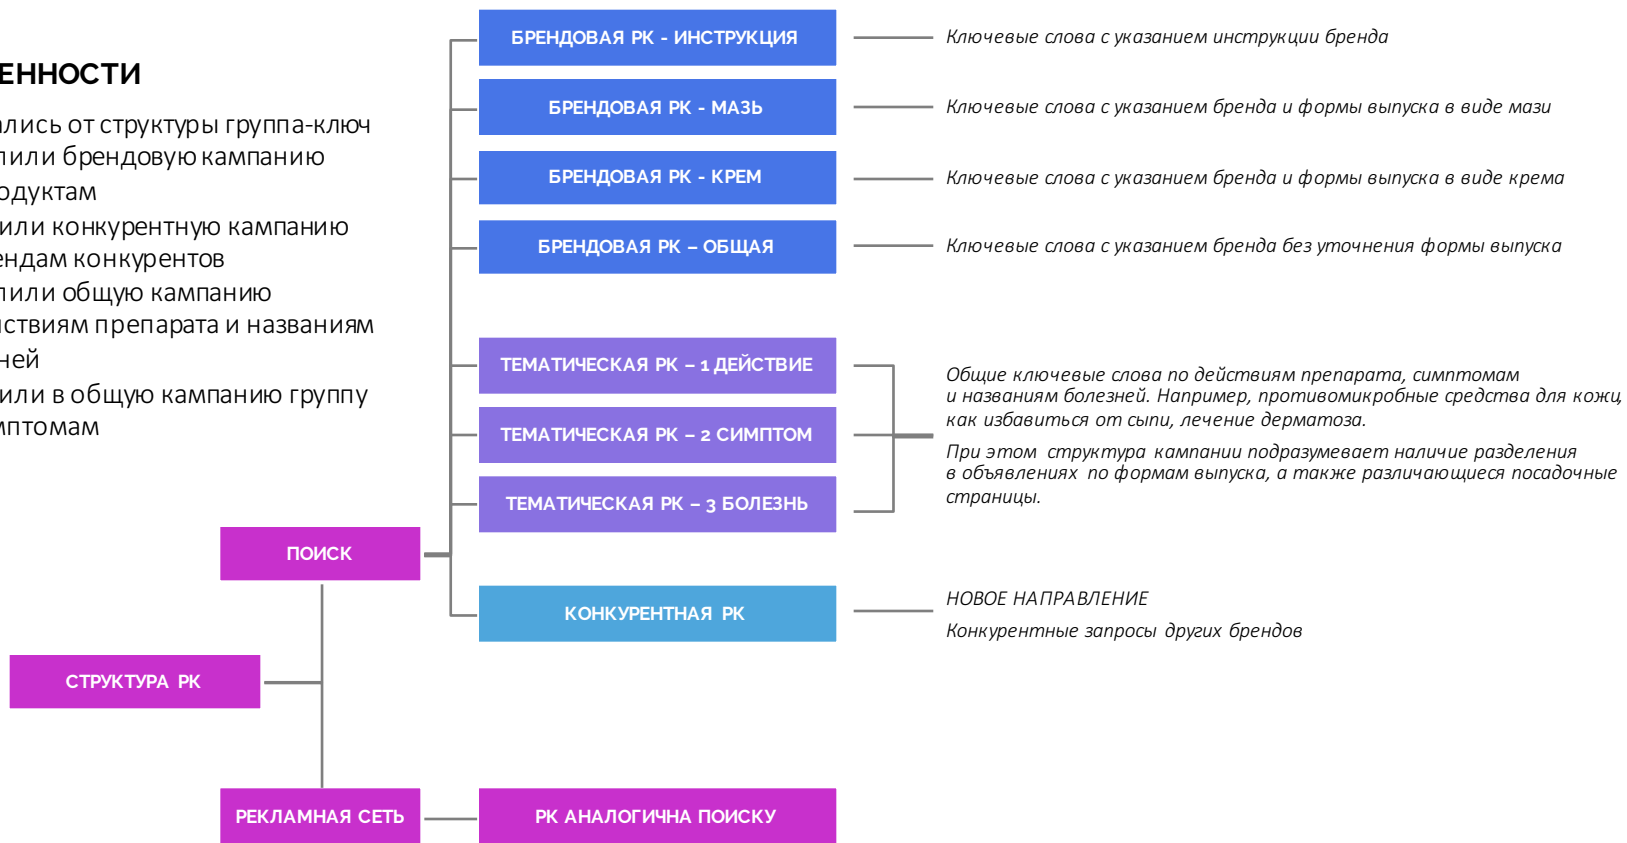 ЕННОСТИ
ались от структуры группа-ключ
лили брендовую кампанию
одуктам
или конкурентную кампанию
ендам конкурентов
лили общую кампанию
йствиям препарата и названиям
ней
или в общую кампанию группу
мптомам
БРЕНДОВАЯ РК - ИНСТРУКЦИЯ
Ключевые слова с указанием инструкции бренда
БРЕНДОВАЯ РК - МАЗЬ
Ключевые слова с указанием бренда и формы выпуска в виде мази
БРЕНДОВАЯ РК - КРЕМ
Ключевые слова с указанием бренда и формы выпуска в виде крема
БРЕНДОВАЯ РК – ОБЩАЯ
Ключевые слова с указанием бренда без уточнения формы выпуска
ТЕМАТИЧЕСКАЯ РК – 1 ДЕЙСТВИЕ
ТЕМАТИЧЕСКАЯ РК – 2 СИМПТОМ
ТЕМАТИЧЕСКАЯ РК – 3 БОЛЕЗНЬ
Общие ключевые слова по действиям препарата, симптомам
и названиям болезней. Например, противомикробные средства для кожи,
как избавиться от сыпи, лечение дерматоза.
При этом структура кампании подразумевает наличие разделения
в объявлениях по формам выпуска, а также различающиеся посадочные
страницы.
ПОИСК
КОНКУРЕНТНАЯ РК
НОВОЕ НАПРАВЛЕНИЕ
Конкурентные запросы других брендов
СТРУКТУРА РК
РЕКЛАМНАЯ СЕТЬ
РК АНАЛОГИЧНА ПОИСКУ